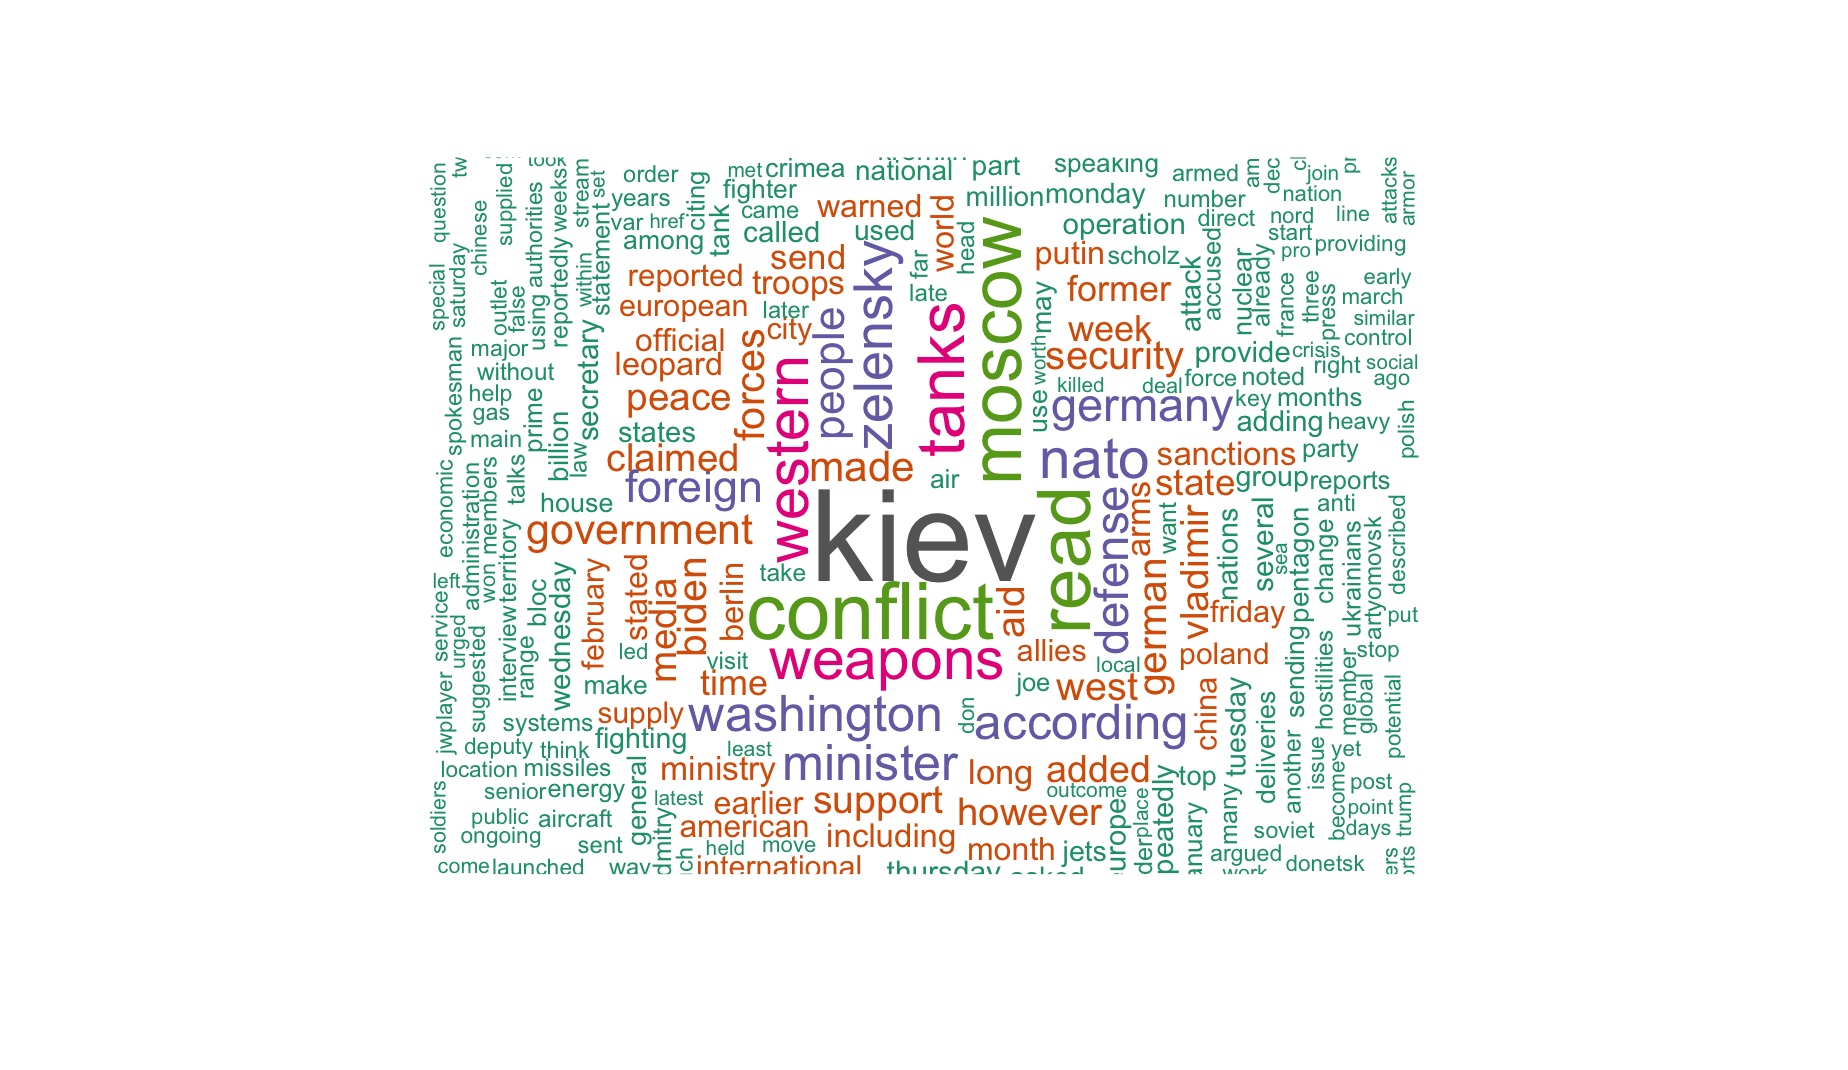 took
order
met
crimea
national
part
speaking
armed
am
dec
join
attacks
question
supplied
authorities
weeks
stream
set
years
citing
fighter
million
monday
number
nation
armor
chinese
var
href
came
warned
world
operation
direct
nord
line
among
tank
called
used
head
start
providing
special
saturday
outlet
false
using
reportedly
within
statement
send
zelensky
far
moscow
putin
scholz
attack
accused
nuclear
already
pro
early
reported
troops
late
may
former
france
three
press
march
european
later
people
tanks
week
similar
major
secretary
official
city
worth
security
provide
crisis
right
control
social
without
leopard
forces
western
killed
deal
force
noted
ago
spokesman
help
prime
peace
use
germany
key
months
gas
main
billion
law
states
adding
heavy
polish
economic
administration
members
talks
claimed
made
nato
sanctions
party
foreign
air
state
group
reports
house
kiev
read
defense
arms
want
vladimir
nations
several
anti
government
sea
pentagon
change
ukrainians
artyomovsk
described
left
won
territory
bloc
wednesday
february
stated
media
biden
berlin
take
conflict
aid
german
friday
put
service
urged
suggested
interview
range
led
visit
weapons
allies
local
poland
sending
hostilities
member
stop
jwplayer
make
time
joe
west
china
tuesday
deliveries
another
issue
global
potential
systems
supply
washington
don
according
deputy
think
fighting
least
minister
yet
location
missiles
ministry
long
added
repeatedly
top
post
soldiers
senior
energy
general
latest
earlier
support
outcome
however
europe
january
many
become
point
trump
public
aircraft
dmitry
american
including
derplace
soviet
days
ongoing
sent
held
move
month
jets
argued
come
launched
way
international
thursday
asked
work
donetsk